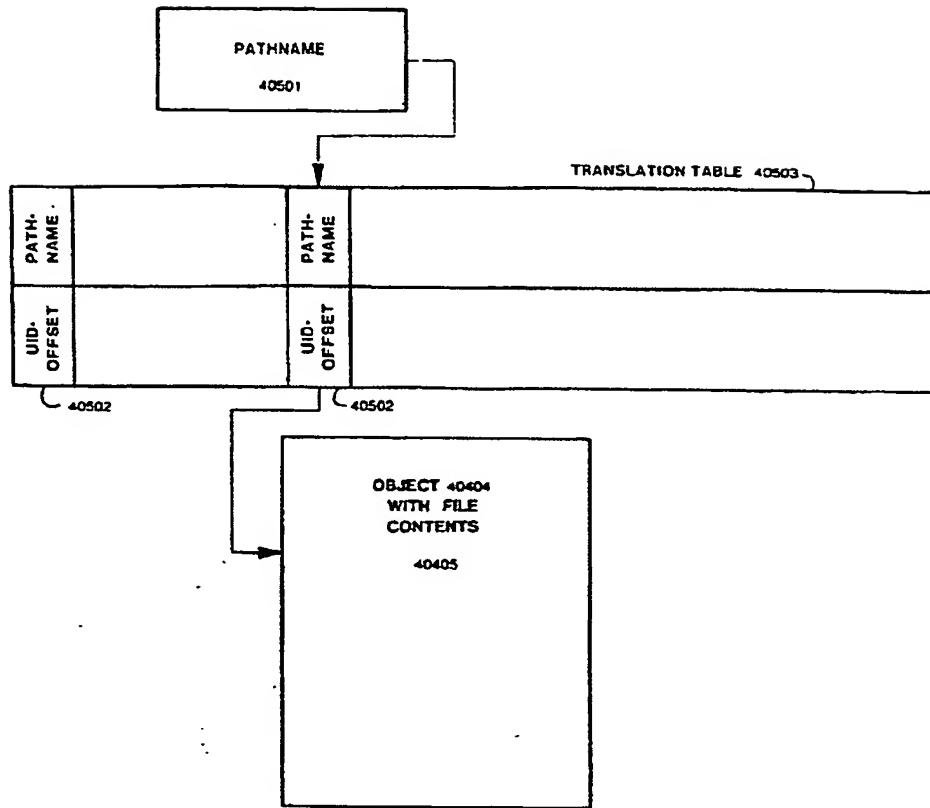 PATHNAME
40501
TRANSLATION TABLE 40503
PATH-
NAME
PATH-
NAME
UID-
OFFSET
UID-
OFFSET
40502
40502
OBJECT 40404
WITH FILE
CONTENTS
40405